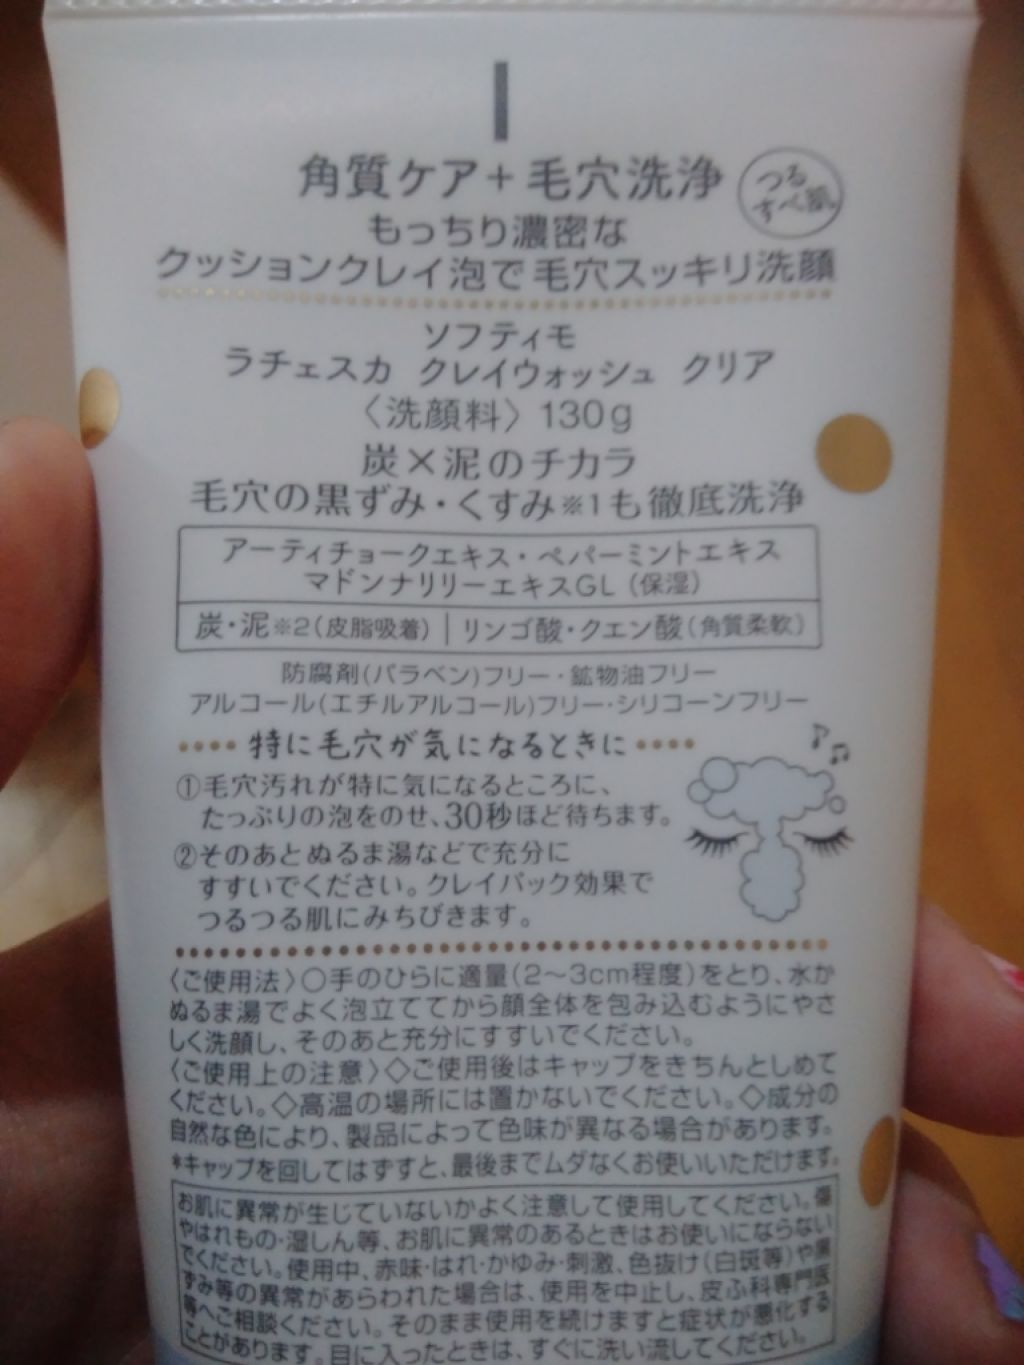 角質ケア+毛穴洗浄
つる
すべ肌
もっちり濃密な
クッションクレイ泡で毛穴スッキリ洗顔
ソフティモ
ラチェスカ クレイウォッシュ クリア
〈洗顔料〉130g
炭×泥のチカラ
毛穴の黒ずみ・くすみ※1も徹底洗浄
アーティチョークエキス・ペパーミントエキス
マドンナリリーエキスGL(保湿)
炭・泥※2(皮脂吸着)|リンゴ酸・クエン酸(角質柔軟)
防腐剤(パラベン)フリー・鉱物油フリー
アルコール(エチルアルコール)フリー・シリコーンフリー
特に毛穴が気になるときに
①毛穴汚れが特に気になるところに、
たっぷりの泡をのせ、30秒ほど待ちます。
②そのあとぬるま湯などで充分に
すすいでください。クレイパック効果で
つるつる肌にみちびきます。
〈ご使用法〉○手のひらに適量(2〜3cm程度)をとり、水か
ぬるま湯でよく泡立ててから顔全体を包み込むようにやさ
しく洗顔し、そのあと充分にすすいでください。
〈ご使用上の注意〉◇ご使用後はキャップをきちんとしめて
ください。◇高温の場所には置かないでください。◇成分の
自然な色により、製品によって色味が異なる場合があります。
*キャップを回してはずすと、最後までムダなくお使いいただけます。
お肌に異常が生じていないかよく注意して使用してください。傷
やはれもの・湿しん等、お肌に異常のあるときはお使いにならない
でください。使用中、赤味・はれ・かゆみ・刺激、色抜け(白斑等)や黒
ずみ等の異常があらわれた場合は、使用を中止し、皮ふ科専門医
等へご相談ください。そのまま使用を続けますと症状が悪化する
ことがあります。目に入ったときは、すぐに洗い流してください。